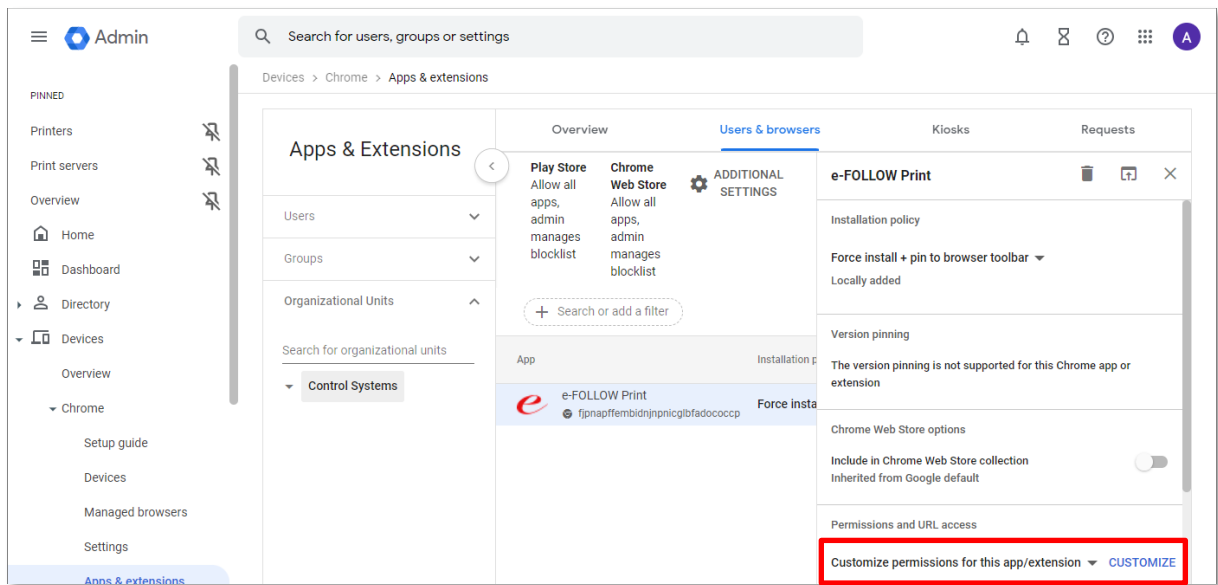 Admin
Search for users, groups or settings
A
Devices > Chrome > Apps & extensions
PINNED
Printers
Print servers
Overview
Home
Dashboard
Directory
Devices
Overview
Chrome
Setup guide
Devices
Managed browsers
Settings
Apps & extensions
Apps & Extensions
Users
Groups
Organizational Units
Search for organizational units
Control Systems
Overview
Users & browsers
Kiosks
Requests
Play Store
Allow all
apps,
admin
manages
blocklist
Chrome
Web Store
Allow all
apps,
admin
manages
blocklist
ADDITIONAL
SETTINGS
Search or add a filter
App
Installation p
e-FOLLOW Print
fjpnapffembidnjnpnicglbfadococcp
Force insta
e-FOLLOW Print
Installation policy
Force install + pin to browser toolbar
Locally added
Version pinning
The version pinning is not supported for this Chrome app or
extension
Chrome Web Store options
Include in Chrome Web Store collection
Inherited from Google default
Permissions and URL access
Customize permissions for this app/extension
CUSTOMIZE